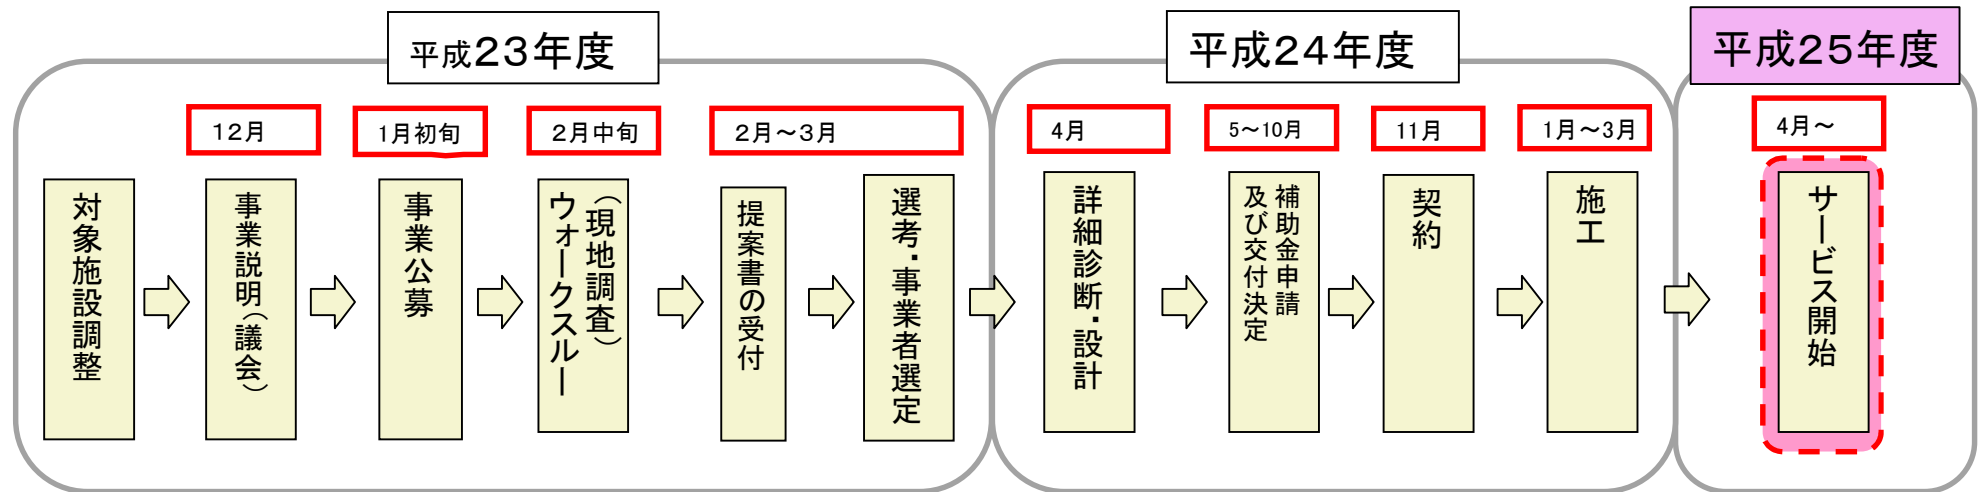 平成23年度
平成24年度
平成25年度
12月
1月初旬
2月中旬
2月～3月
4月
5～10月
11月
1月～3月
4月～
対象施設調整
事業説明(議会)
事業公募
(現地調査)
ウオークスルー
提案書の受付
選考・事業者選定
詳細診断・設計
補助金申請
及び交付決定
契約
施工
サービス開始